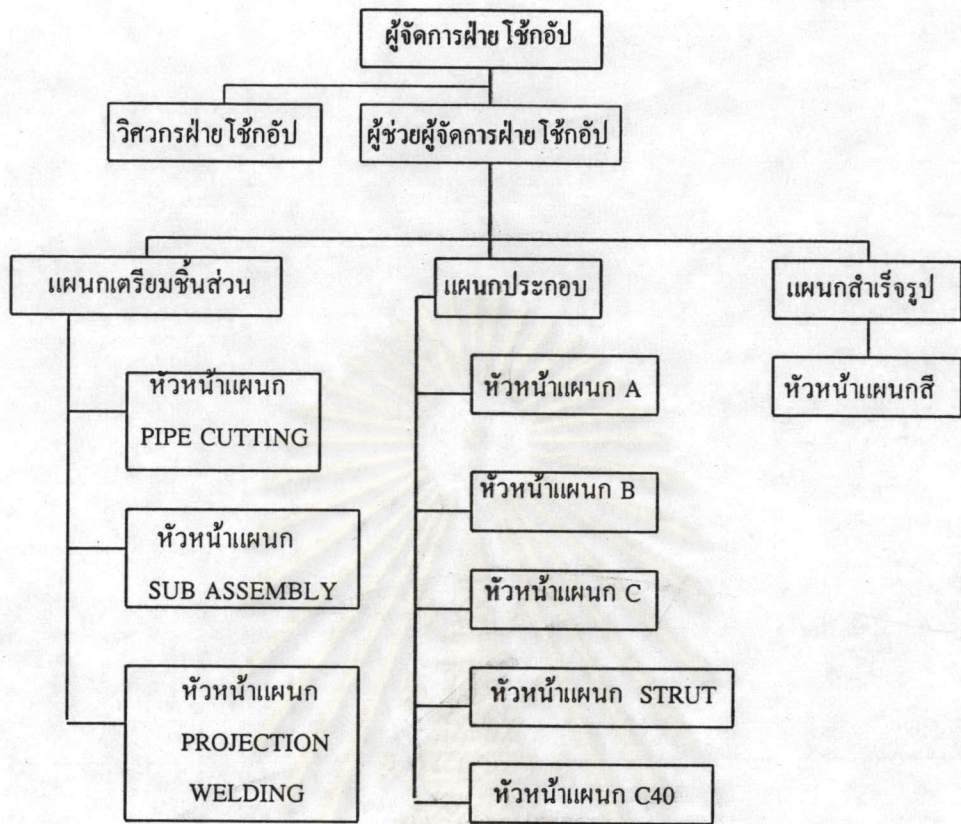 ผู้จัดการฝ่ายโช้กอัป
วิศวกรฝ่ายโช้กอัป
ผู้ช่วยผู้จัดการฝ่ายโช้กอัป
แผนกเตรียมชิ้นส่วน
แผนกประกอบ
แผนกสำเร็จรูป
หัวหน้าแผนก
PIPE CUTTING
หัวหน้าแผนก
SUB ASSEMBLY
หัวหน้าแผนก
PROJECTION
WELDING
หัวหน้าแผนก A
หัวหน้าแผนก B
หัวหน้าแผนก C
หัวหน้าแผนก STRUT
หัวหน้าแผนก C40
หัวหน้าแผนกสี